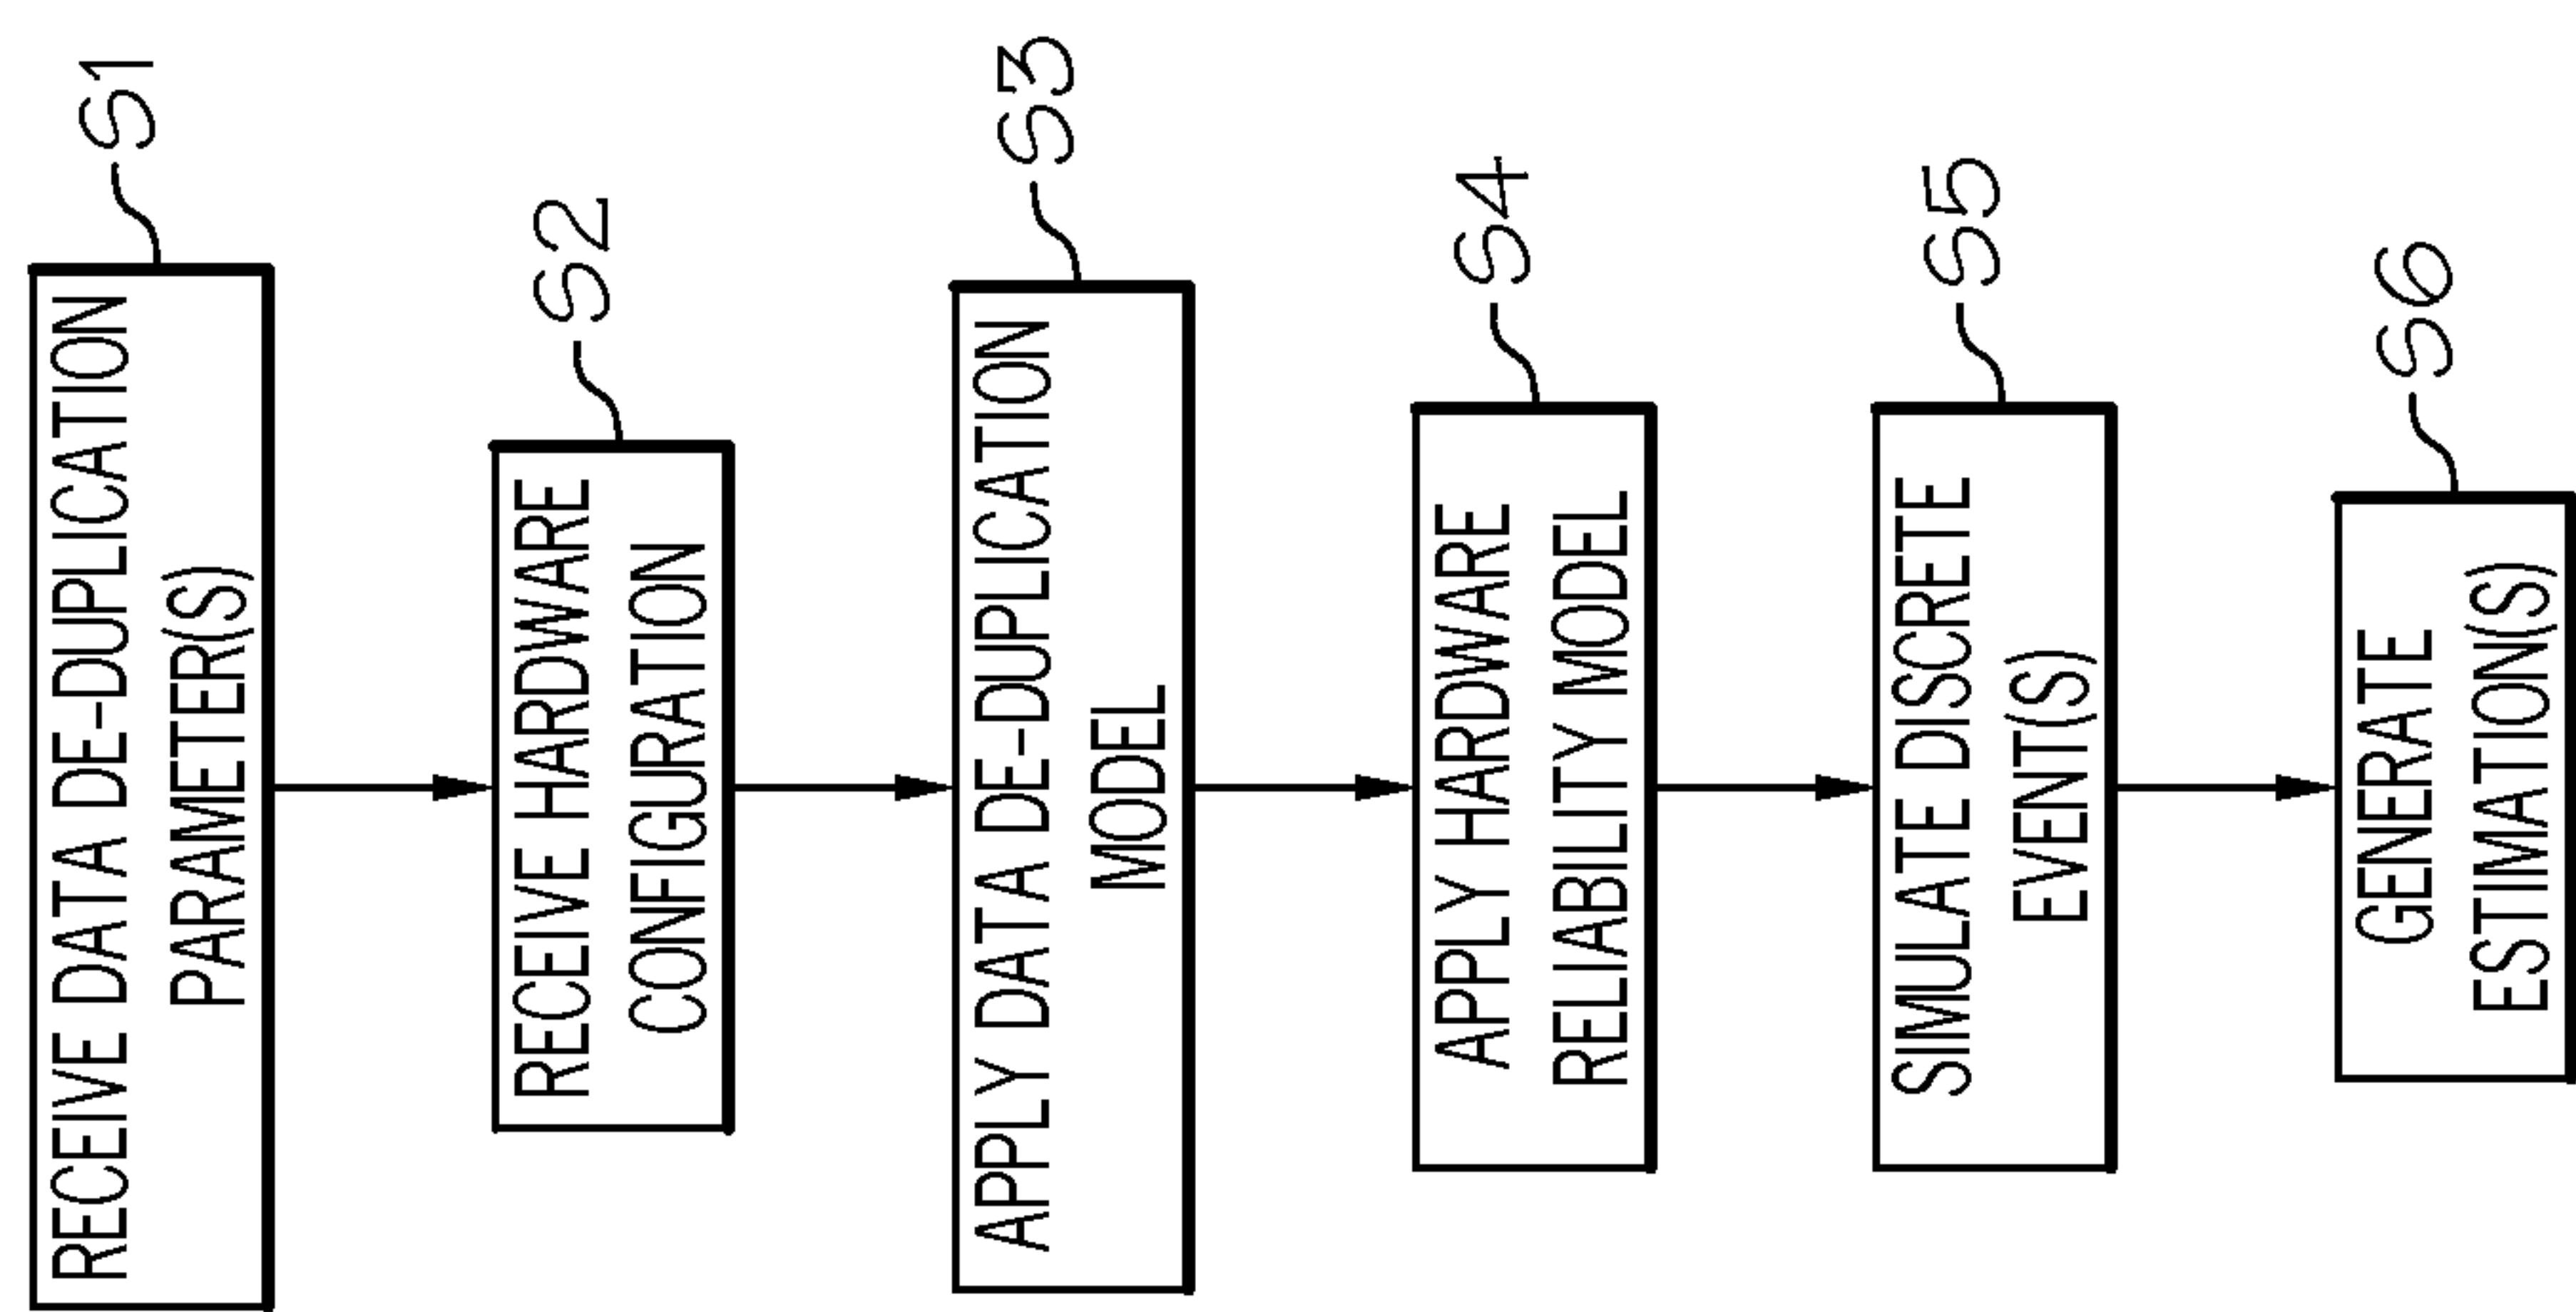 RECEIVE DATA DE-DUPLICATION
PARAMETER(S)
S1
RECEIVE HARDWARE
CONFIGURATION
S2
APPLY DATA DE-DUPLICATION
MODEL
S3
APPLY HARDWARE
RELIABILITY MODEL
S4
SIMULATE DISCRETE
EVENT(S)
S5
GENERATE
ESTIMATION(S)
S6